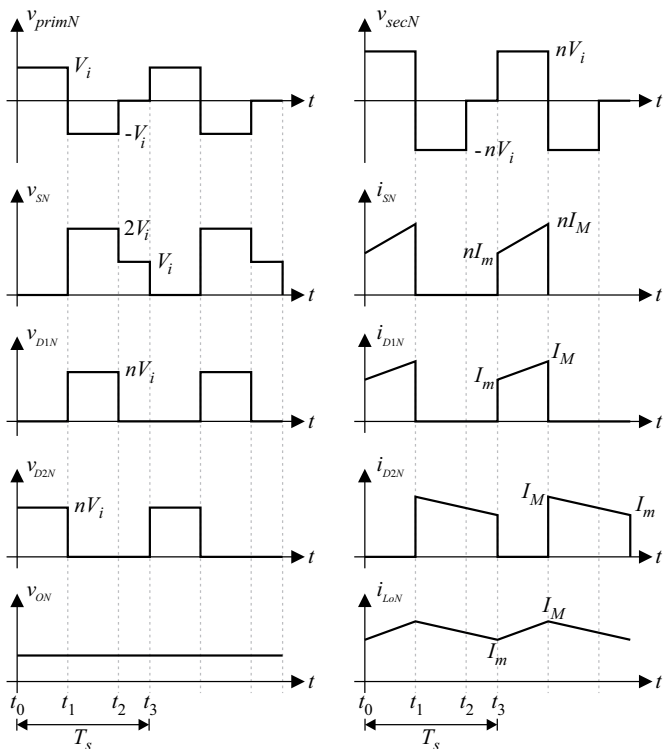 v_primN
V_i
-V_i
t
v_secN
nV_i
-nV_i
t
v_SN
2V_i
V_i
t
i_SN
nI_M
nI_m
t
v_D1N
nV_i
t
i_D1N
I_M
I_m
t
v_D2N
nV_i
t
i_D2N
I_M
I_m
t
v_ON
t
t_0 t_1 t_2 t_3
T_s
i_LoN
I_M
I_m
t
t_0 t_1 t_2 t_3
T_s